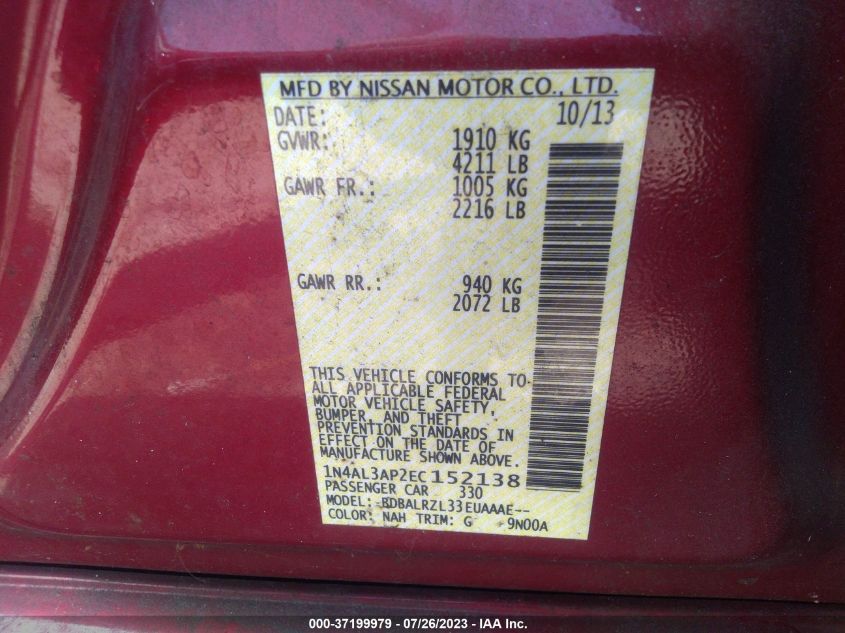 MFD BY NISSAN MOTOR CO., LTD.
DATE: 10/13
GVWR: 1910 KG
4211 LB
GAWR FR.: 1005 KG
2216 LB
GAWR RR.: 940 KG
2072 LB
THIS VEHICLE CONFORMS TO
ALL APPLICABLE FEDERAL
MOTOR VEHICLE SAFETY,
BUMPER, AND THEFT
PREVENTION STANDARDS IN
EFFECT ON THE DATE OF
MANUFACTURE SHOWN ABOVE.
1N4AL3AP2EC152138
PASSENGER CAR 330
MODEL: BDBALRZL33EUAAAE--
COLOR: NAH TRIM: G 9N00A
000-37199979 - 07/26/2023 - IAA Inc.